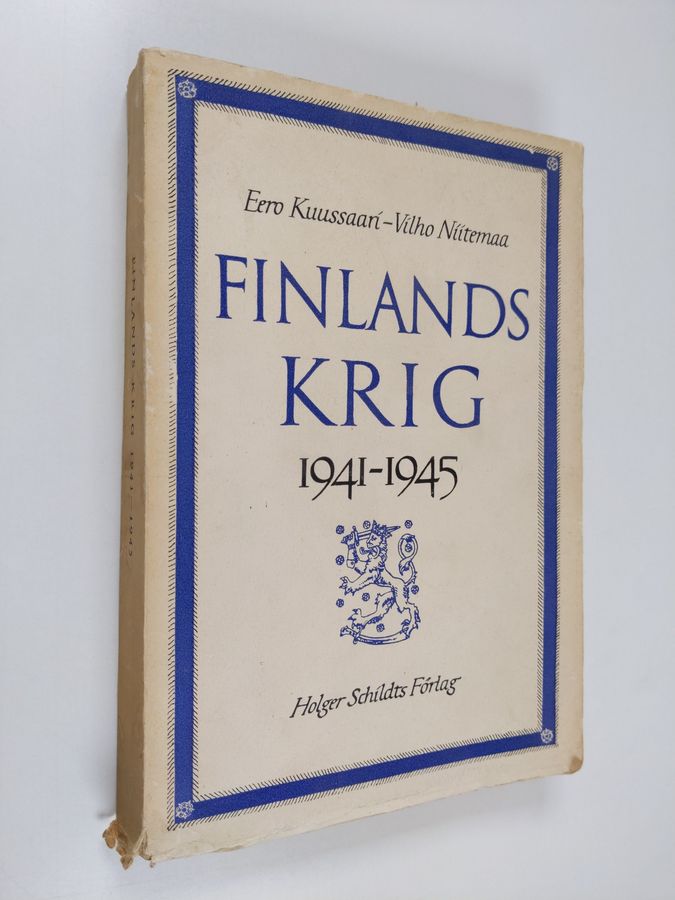 Eero Kuussaari – Vilho Niitemaa
FINLANDS
KRIG
1941-1945
Holger Schildts Förlag
FINLANDS KRIG 1941—1945